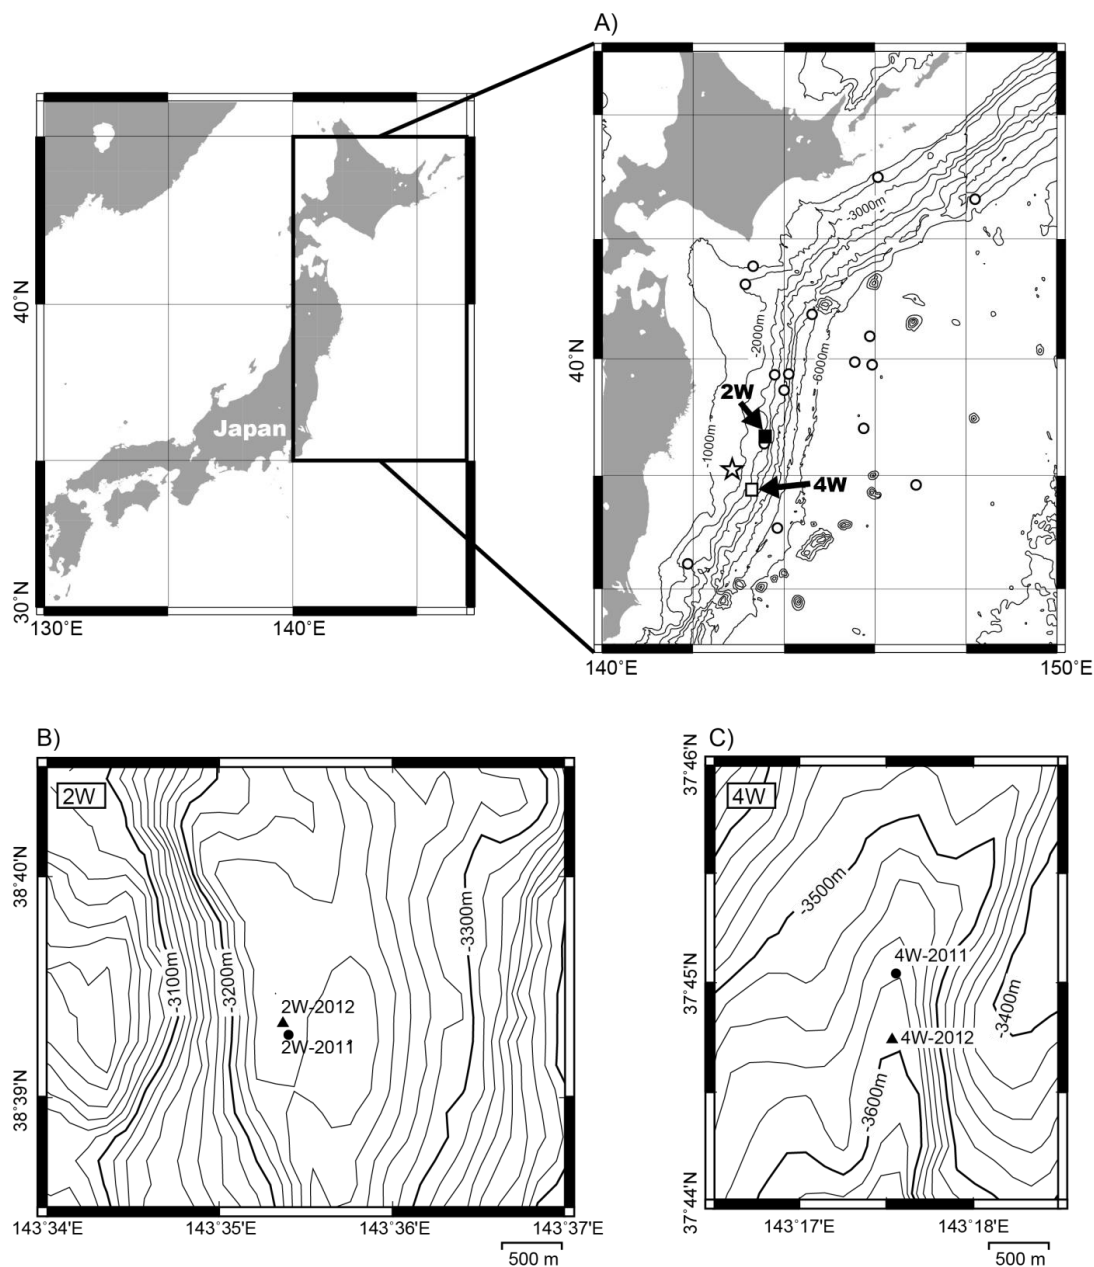 A)
40°N
30°N
130°E
140°E
Japan
40°N
-3000m
-2000m
-6000m
-1000m
2W
4W
140°E
150°E
B)
2W
38°40'N
38°39'N
-3100m
-3200m
-3300m
2W-2012
2W-2011
143°34'E
143°35'E
143°36'E
143°37'E
500 m
C)
4W
37°46'N
37°45'N
37°44'N
-3500m
4W-2011
-3400m
4W-2012
-3600m
143°17'E
143°18'E
500 m